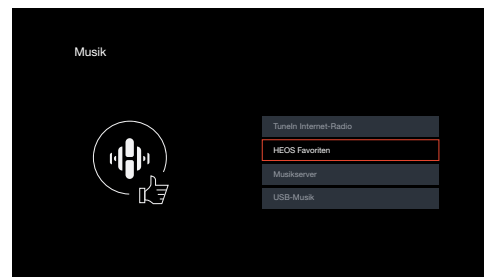 Musik
TuneIn Internet-Radio
HEOS Favoriten
Musikserver
USB-Musik